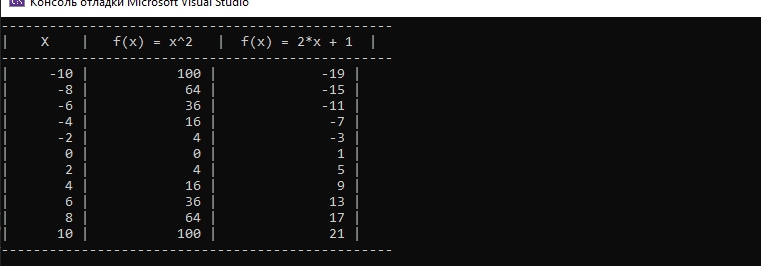 Консоль отладки Microsoft Visual Studio
-------------------------------------------------
|    X    |   f(x) = x^2   |  f(x) = 2*x + 1  |
-------------------------------------------------
|     -10 |           100 |             -19 |
|      -8 |            64 |             -15 |
|      -6 |            36 |             -11 |
|      -4 |            16 |              -7 |
|      -2 |             4 |              -3 |
|       0 |             0 |               1 |
|       2 |             4 |               5 |
|       4 |            16 |               9 |
|       6 |            36 |              13 |
|       8 |            64 |              17 |
|      10 |           100 |              21 |
-------------------------------------------------